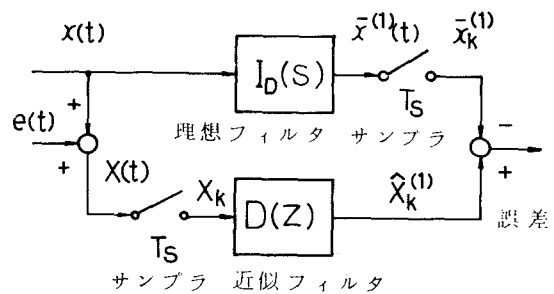 x(t)
x̄⁽¹⁾(t) x̄ₖ⁽¹⁾
I_D(S)
T_S
理想フィルタ サンプラ
+
e(t)
+
−
+
X(t)
X_k
X̂ₖ⁽¹⁾
D(Z)
T_S
誤差
サンプラ 近似フィルタ